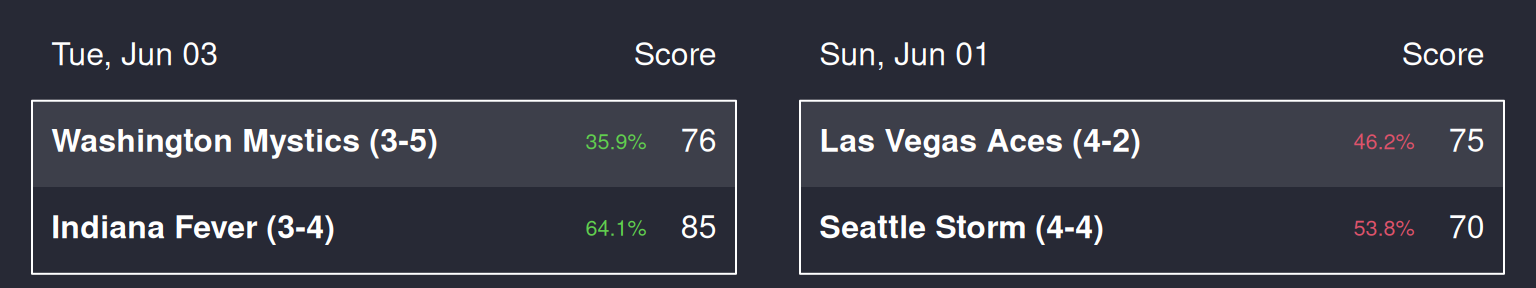 Tue, Jun 03 Score
Washington Mystics (3-5) 35.9% 76
Indiana Fever (3-4) 64.1% 85
Sun, Jun 01 Score
Las Vegas Aces (4-2) 46.2% 75
Seattle Storm (4-4) 53.8% 70